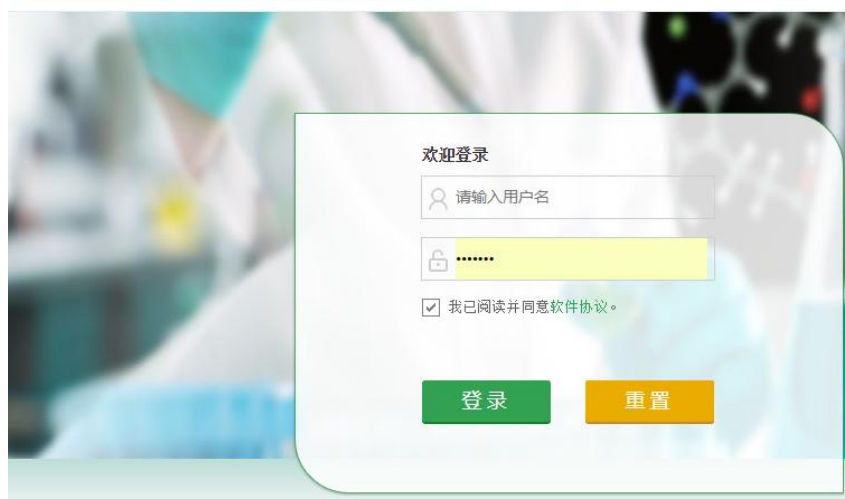 欢迎登录
请输入用户名
•••••••
我已阅读并同意软件协议。
登录
重置